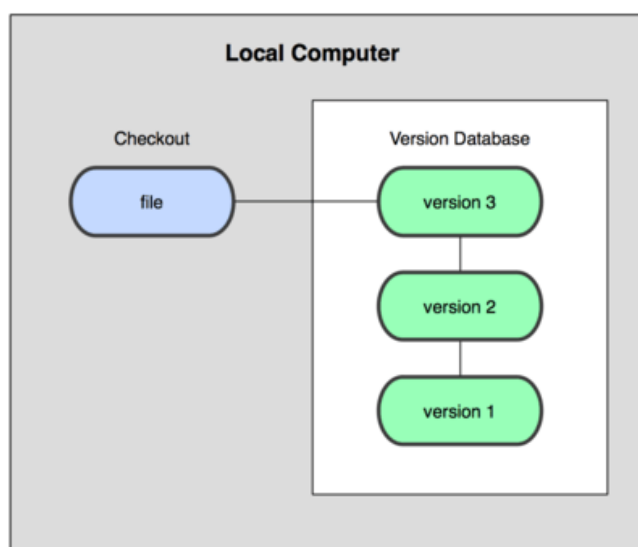 Local Computer
Checkout
Version Database
file
version 3
version 2
version 1